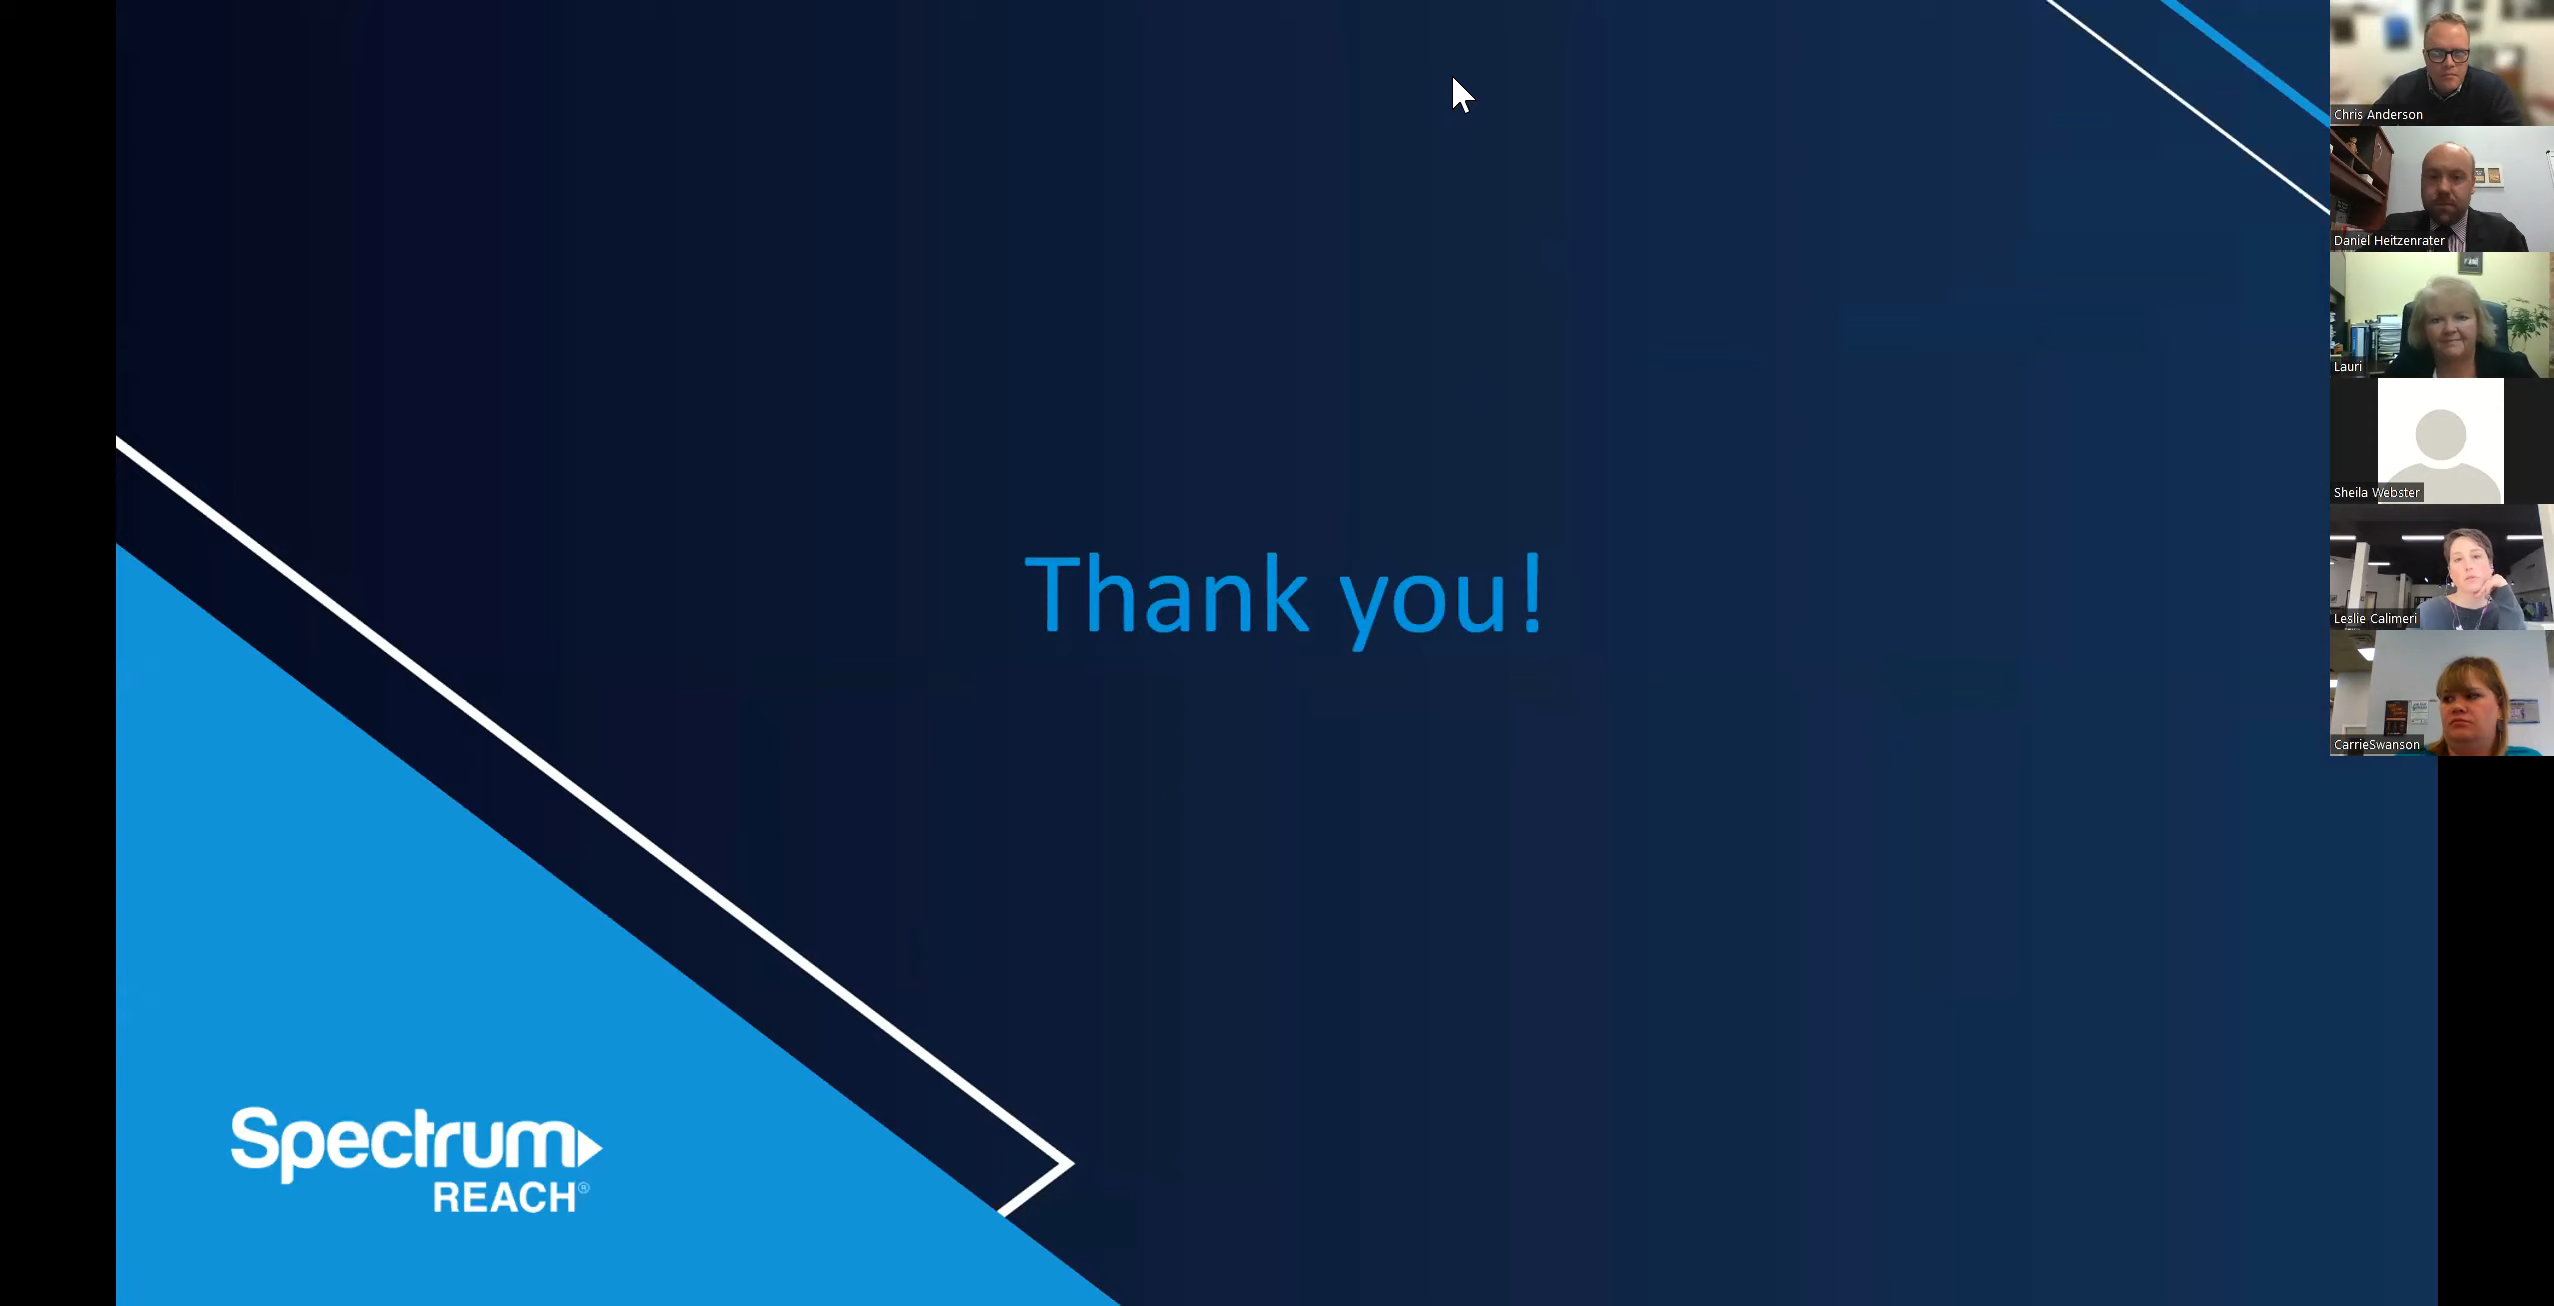 Thank you!
Spectrum
REACH®
Chris Anderson
Daniel Heitzenrater
Lauri
Sheila Webster
Leslie Calimeri
CarrieSwanson